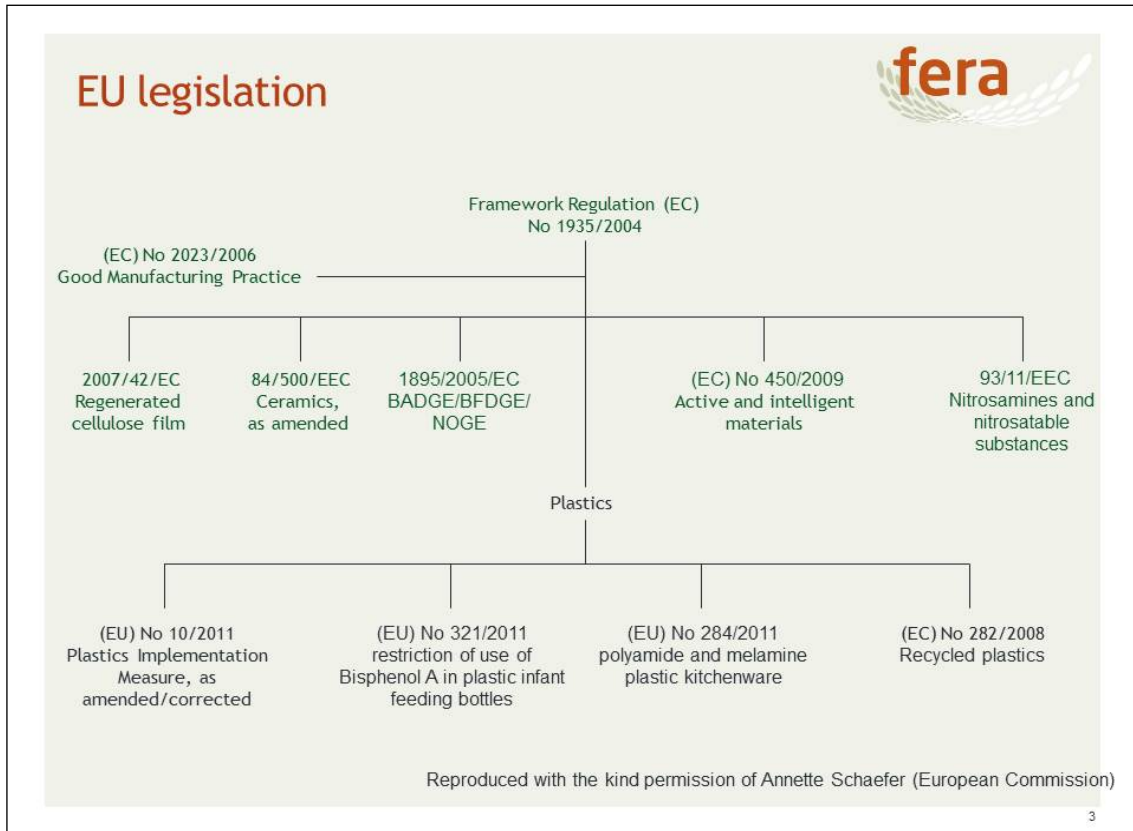 EU legislation
fera
Framework Regulation (EC)
No 1935/2004
(EC) No 2023/2006
Good Manufacturing Practice
2007/42/EC
Regenerated
cellulose film
84/500/EEC
Ceramics,
as amended
1895/2005/EC
BADGE/BFDGE/
NOGE
(EC) No 450/2009
Active and intelligent
materials
93/11/EEC
Nitrosamines and
nitrosatable
substances
Plastics
(EU) No 10/2011
Plastics Implementation
Measure, as
amended/corrected
(EU) No 321/2011
restriction of use of
Bisphenol A in plastic infant
feeding bottles
(EU) No 284/2011
polyamide and melamine
plastic kitchenware
(EC) No 282/2008
Recycled plastics
Reproduced with the kind permission of Annette Schaefer (European Commission)
3